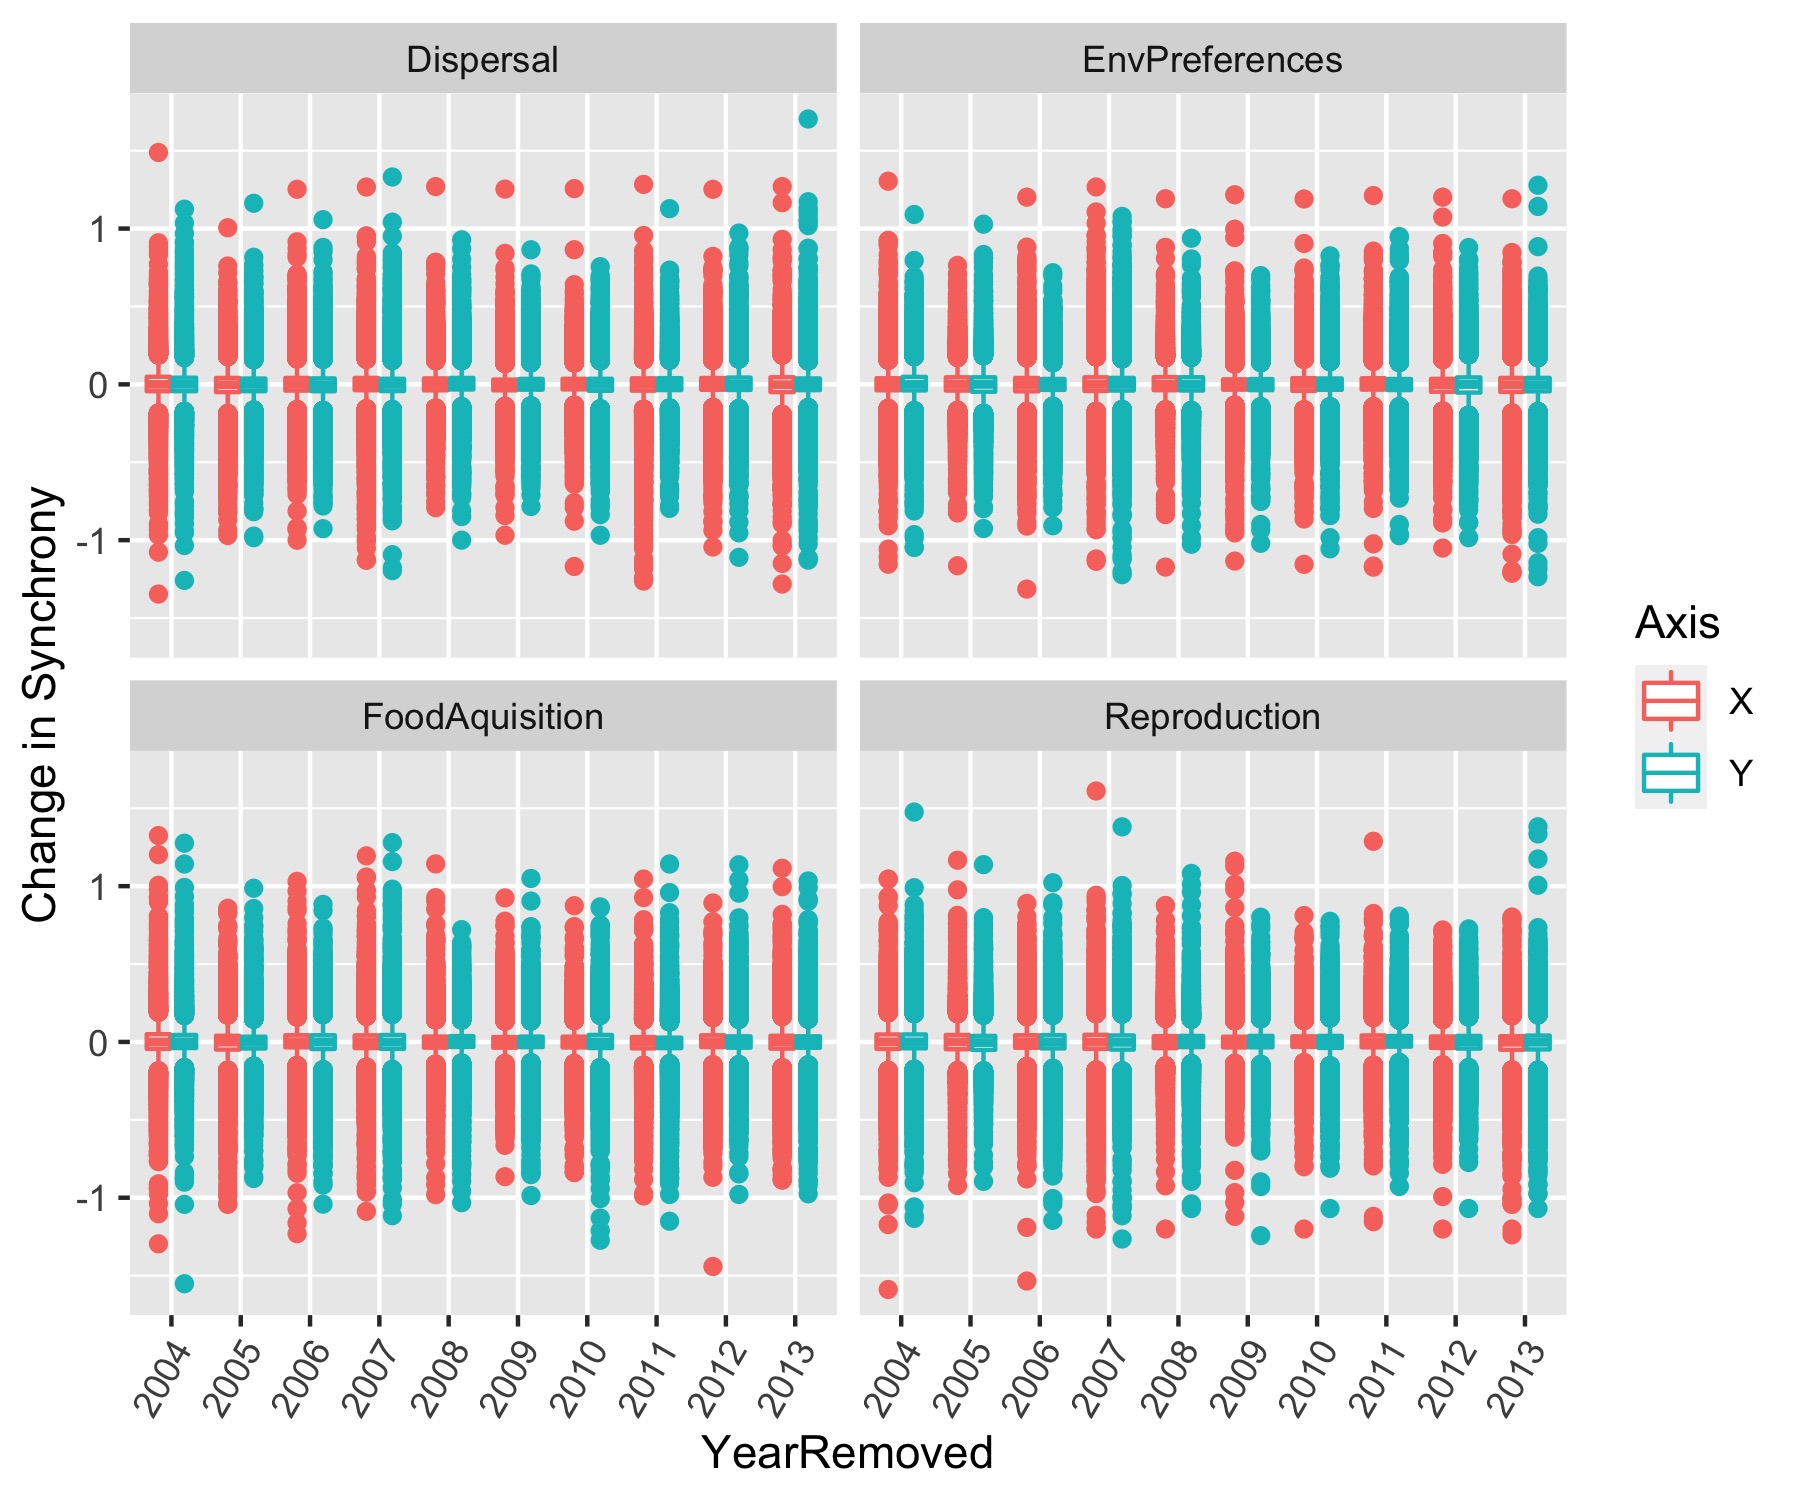 Dispersal
EnvPreferences
1
0
-1
FoodAquisition
Reproduction
1
0
-1
2004 2005 2006 2007 2008 2009 2010 2011 2012 2013
2004 2005 2006 2007 2008 2009 2010 2011 2012 2013
YearRemoved
Change in Synchrony
Axis
X
Y